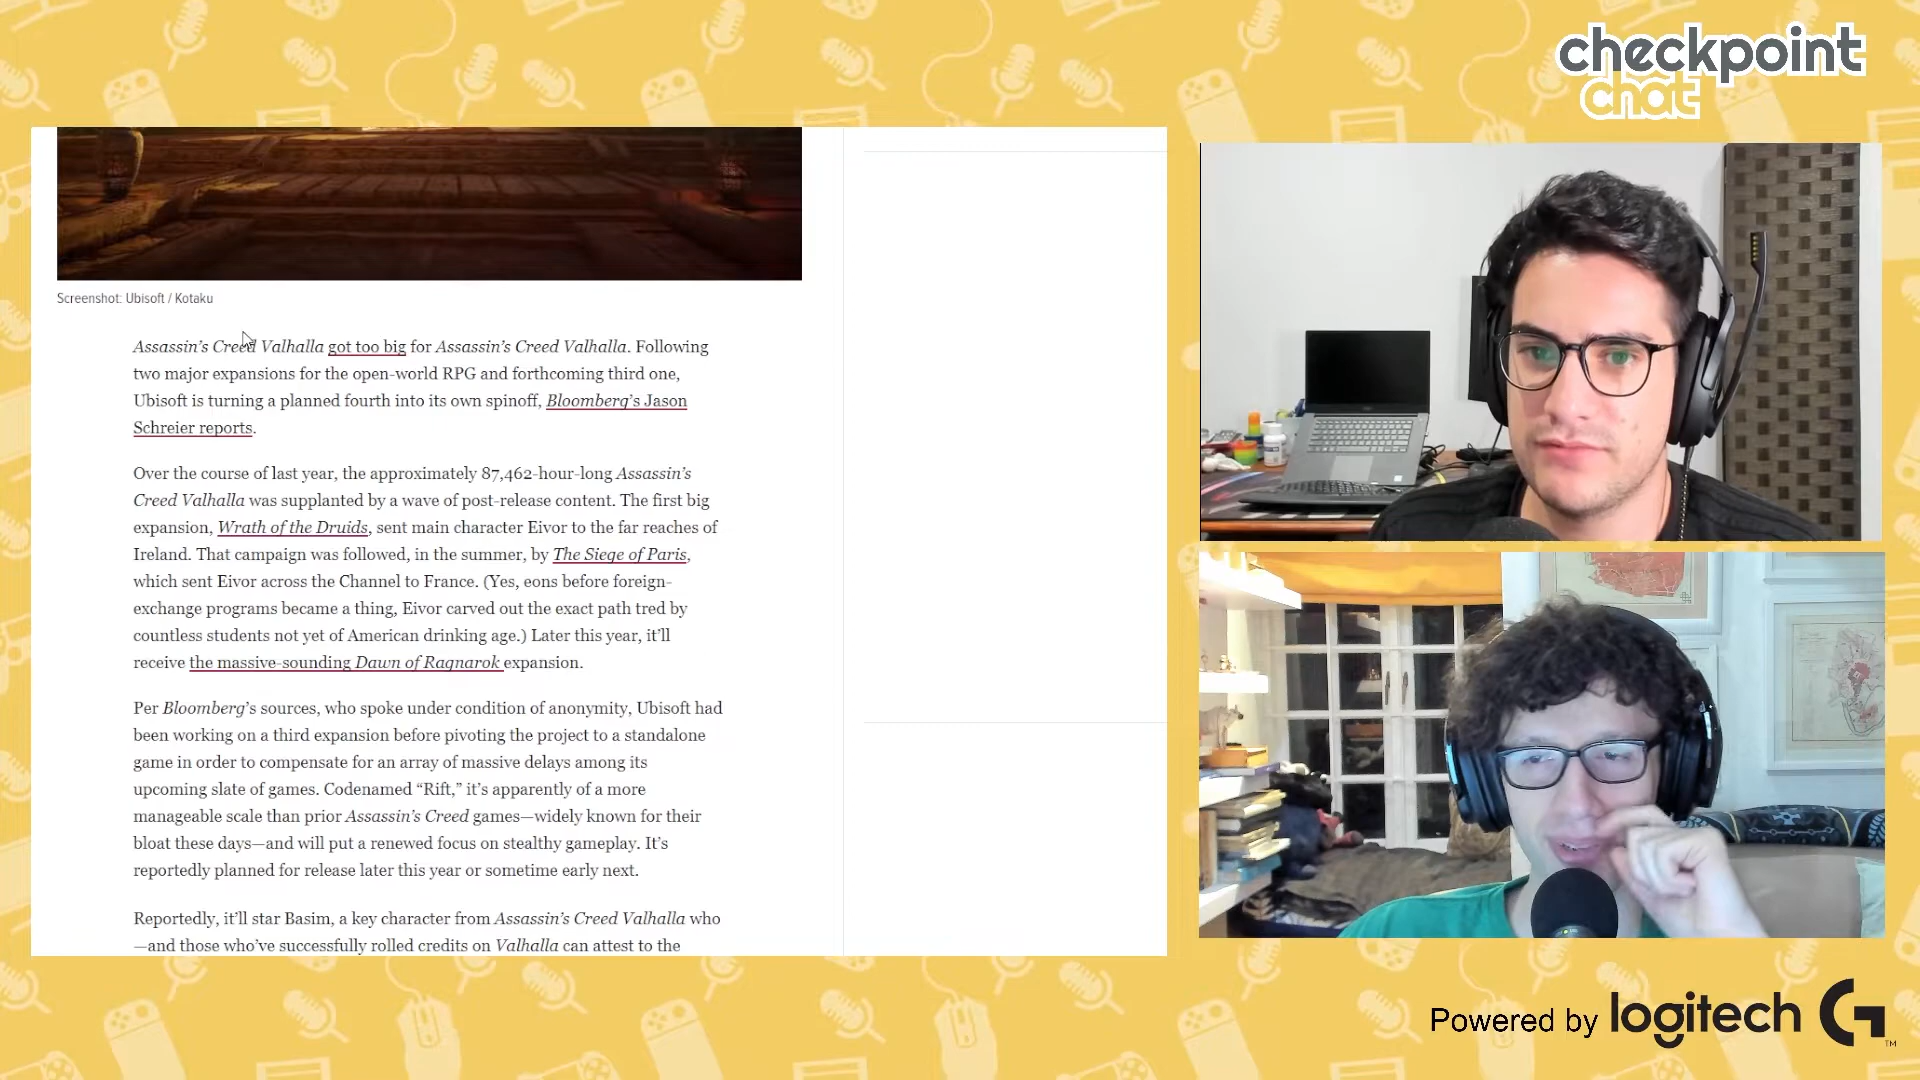 checkpoint
chat
Screenshot: Ubisoft / Kotaku
Assassin’s Creed Valhalla got too big for Assassin’s Creed Valhalla. Following
two major expansions for the open-world RPG and forthcoming third one,
Ubisoft is turning a planned fourth into its own spinoff, Bloomberg’s Jason
Schreier reports.
Over the course of last year, the approximately 87,462-hour-long Assassin’s
Creed Valhalla was supplanted by a wave of post-release content. The first big
expansion, Wrath of the Druids, sent main character Eivor to the far reaches of
Ireland. That campaign was followed, in the summer, by The Siege of Paris,
which sent Eivor across the Channel to France. (Yes, eons before foreign-
exchange programs became a thing, Eivor carved out the exact path tred by
countless students not yet of American drinking age.) Later this year, it’ll
receive the massive-sounding Dawn of Ragnarok expansion.
Per Bloomberg’s sources, who spoke under condition of anonymity, Ubisoft had
been working on a third expansion before pivoting the project to a standalone
game in order to compensate for an array of massive delays among its
upcoming slate of games. Codenamed “Rift,” it’s apparently of a more
manageable scale than prior Assassin’s Creed games—widely known for their
bloat these days—and will put a renewed focus on stealthy gameplay. It’s
reportedly planned for release later this year or sometime early next.
Reportedly, it’ll star Basim, a key character from Assassin’s Creed Valhalla who
—and those who’ve successfully rolled credits on Valhalla can attest to the
Powered by logitech G TM